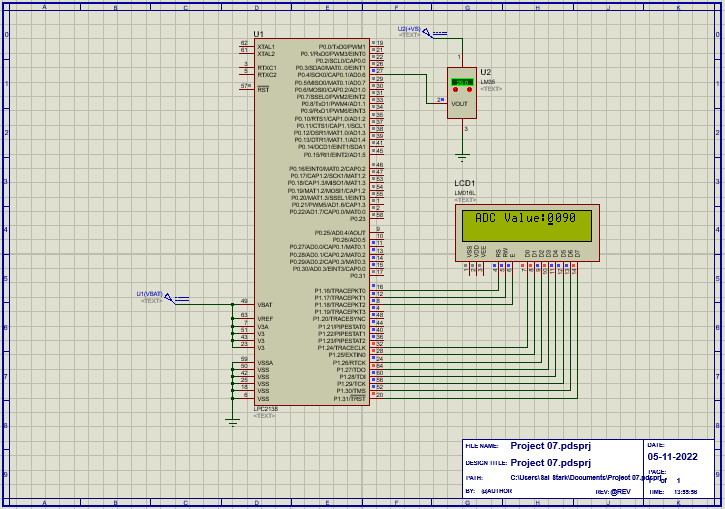 A B C D E F G H J K
U1
62 XTAL1
61 XTAL2
3 RTXC1
5 RTXC2
57 RST
P0.0/TxD0/PWM1 19
P0.1/RxD0/PWM3/EINT0 21
P0.2/SCL0/CAP0.0 22
P0.3/SDA0/MAT0.0/EINT1 26
P0.4/SCK0/CAP0.1/AD0.6 27
P0.5/MISO0/MAT0.1/AD0.7 29
P0.6/MOSI0/CAP0.2/AD1.0 30
P0.7/SSEL0/PWM2/EINT2 31
P0.8/TxD1/PWM4/AD1.1 33
P0.9/RxD1/PWM6/EINT3 34
P0.10/RTS1/CAP1.0/AD1.2 35
P0.11/CTS1/CAP1.1/SCL1 37
P0.12/DSR1/MAT1.0/AD1.3 38
P0.13/DTR1/MAT1.1/AD1.4 39
P0.14/DCD1/EINT1/SDA1 41
P0.15/RI1/EINT2/AD1.5 45
P0.16/EINT0/MAT0.2/CAP0.2 46
P0.17/CAP1.2/SCK1/MAT1.2 47
P0.18/CAP1.3/MISO1/MAT1.3 53
P0.19/MAT1.2/MOSI1/CAP1.2 54
P0.20/MAT1.3/SSEL1/EINT3 55
P0.21/PWM5/AD1.6/CAP1.3 1
P0.22/AD1.7/CAP0.0/MAT0.0 2
P0.23 58
P0.25/AD0.4/AOUT 9
P0.26/AD0.5 10
P0.27/AD0.0/CAP0.1/MAT0.1 11
P0.28/AD0.1/CAP0.2/MAT0.2 13
P0.29/AD0.2/CAP0.3/MAT0.3 14
P0.30/AD0.3/EINT3/CAP0.0 15
P0.31 17
P1.16/TRACEPKT0 16
P1.17/TRACEPKT1 12
P1.18/TRACEPKT2 8
P1.19/TRACEPKT3 4
P1.20/TRACESYNC 48
P1.21/PIPESTAT0 44
P1.22/PIPESTAT1 40
P1.23/PIPESTAT2 36
P1.24/TRACECLK 32
P1.25/EXTIN0 28
P1.26/RTCK 24
P1.27/TDO 64
P1.28/TDI 60
P1.29/TCK 56
P1.30/TMS 52
P1.31/TRST 20
U1(VBAT)
<TEXT>
49 VBAT
63 VREF
7 V3A
51 V3
43 V3
23 V3
59 VSSA
50 VSS
42 VSS
25 VSS
18 VSS
6 VSS
LPC2138
<TEXT>
U2(+VS)
<TEXT>
1
U2
LM35
<TEXT>
2 VOUT
3
LCD1
LM016L
<TEXT>
ADC Value:0090
VSS VDD VEE RS RW E D0 D1 D2 D3 D4 D5 D6 D7
1 2 3 4 5 6 7 8 9 10 11 12 13 14
FILE NAME: Project 07.pdsprj
DESIGN TITLE: Project 07.pdsprj
PATH: C:\Users\Sai Stark\Documents\Project 07.pdsprj
BY: @AUTHOR REV: @REV
DATE:
05-11-2022
PAGE:
1 of 1
TIME: 13:55:56
A B C D E F G H J K